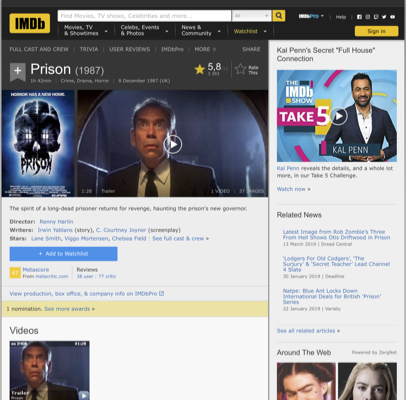 IMDb
Find Movies, TV shows, Celebrities and more...
All
Movies, TV
& Showtimes
Celebs, Events
& Photos
News &
Community
Watchlist
IMDbPro
Help
Sign in
FULL CAST AND CREW | TRIVIA | USER REVIEWS | IMDbPro | MORE
SHARE
Prison (1987)
1h 42min | Crime, Drama, Horror | 8 December 1987 (UK)
5,8
Rate
This
HORROR HAS A NEW HOME.
PRISON
1:28 | Trailer
1 VIDEO | 37 IMAGES
The spirit of a long-dead prisoner returns for revenge, haunting the prison's new governor.
Director: Renny Harlin
Writers: Irwin Yablans (story), C. Courtney Joyner (screenplay)
Stars: Lane Smith, Viggo Mortensen, Chelsea Field | See full cast & crew »
+ Add to Watchlist
Metascore
From metacritic.com
Reviews
38 user | 77 critic
View production, box office, & company info on IMDbPro
1 nomination. See more awards »
Videos
Trailer
01:28
Kal Penn's Secret "Full House"
Connection
THE
IMDb
SHOW
TAKE 5
KAL PENN
Kal Penn reveals the details, and a whole lot
more, in our Take 5 Challenge.
Watch now »
Related News
Latest Image from Rob Zombie's Three
From Hell Shows Otis Driftwood in Prison
13 March 2019 | Dread Central
'Lodgers For Old Codgers', 'The
Surjury' & 'Secret Teacher' Lead Channel
4 Slate
30 January 2019 | Deadline
Natpe: Blue Ant Locks Down
International Deals for British 'Prison'
Series
22 January 2019 | Variety
See all related articles »
Around The Web | Powered by ZergNet